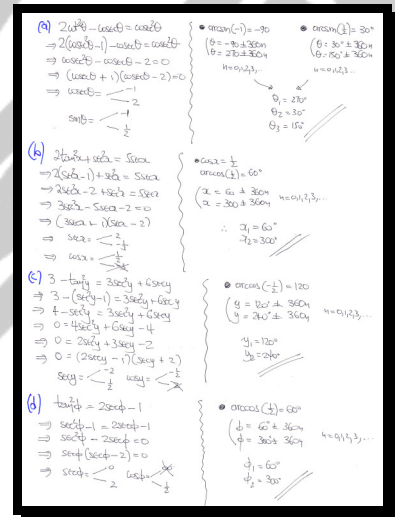 (a) 2cot²θ - cosecθ = cosec²θ
⇒ 2(cosec²θ - 1) - cosecθ = cosec²θ
⇒ cosec²θ - cosecθ - 2 = 0
⇒ (cosecθ + 1)(cosecθ - 2) = 0
⇒ cosecθ = -1
2
sinθ = -1
1/2
• arcsin(-1) = -90
(θ = -90 ± 360n
(θ = 270 ± 360n
n = 0,1,2,3...
• arcsin(1/2) = 30°
(θ = 30° ± 360n
(θ = 150° ± 360n
n = 0,1,2,3...
θ₁ = 270°
θ₂ = 30°
θ₃ = 150°
(b) 2tan²x + sec²x = 5secx
⇒ 2(sec²x - 1) + sec²x = 5secx
⇒ 2sec²x - 2 + sec²x = 5secx
⇒ 3sec²x - 5secx - 2 = 0
⇒ (3secx + 1)(secx - 2)
⇒ secx = 2
-1/3
⇒ cosx = 1/2
• cosx = 1/2
arccos(1/2) = 60°
(x = 60 ± 360n
(x = 300 ± 360n
n = 0,1,2,3,...
∴ x₁ = 60°
x₂ = 300°
(c) 3 - tan²y = 3sec²y + 6secy
⇒ 3 - (sec²y - 1) = 3sec²y + 6secy
⇒ 4 - sec²y = 3sec²y + 6secy
⇒ 0 = 4sec²y + 6secy - 4
⇒ 0 = 2sec²y + 3secy - 2
⇒ 0 = (2secy - 1)(secy + 2)
secy = -2
1/2
cosy = -1/2
• arccos(-1/2) = 120
(y = 120° ± 360n
(y = 240° ± 360n
n = 0,1,2,3,...
y₁ = 120°
y₂ = 240°
(d) tan²φ = 2secφ - 1
⇒ sec²φ - 1 = 2secφ - 1
⇒ sec²φ - 2secφ = 0
⇒ secφ(secφ - 2) = 0
⇒ secφ = 0
2
cosφ =
1/2
• arccos(1/2) = 60°
(φ = 60° ± 360n
(φ = 300° ± 360n
n = 0,1,2,3,...
φ₁ = 60°
φ₂ = 300°